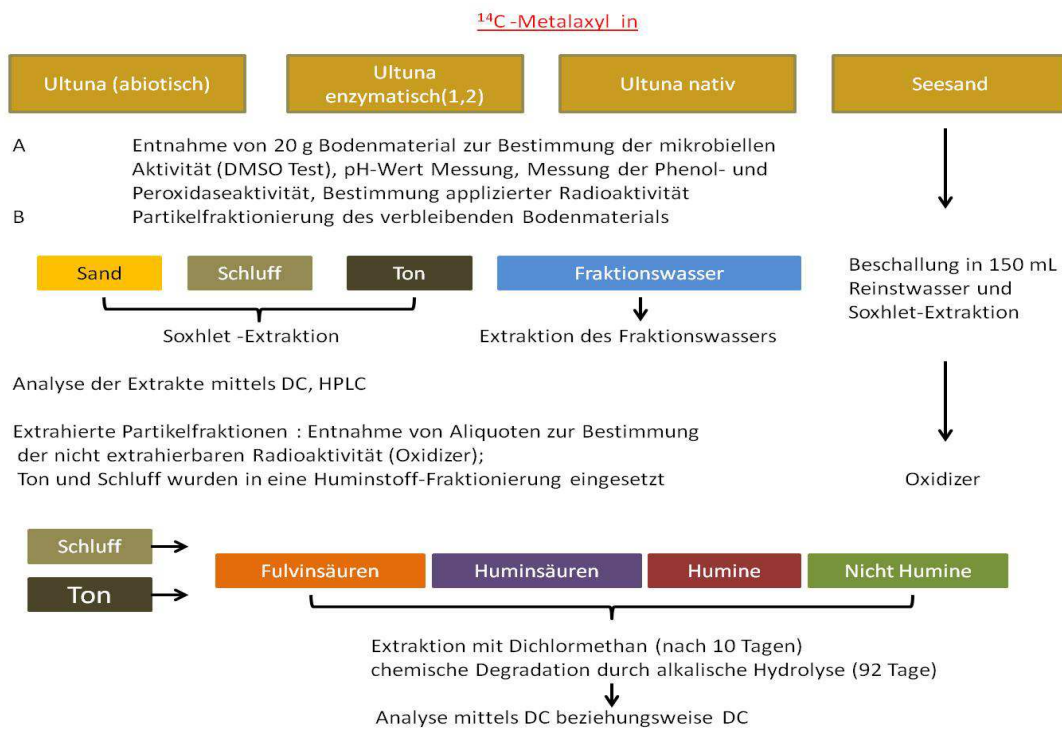 ¹⁴C -Metalaxyl in
Ultuna (abiotisch)
Ultuna
enzymatisch(1,2)
Ultuna nativ
Seesand
A Entnahme von 20 g Bodenmaterial zur Bestimmung der mikrobiellen
Aktivität (DMSO Test), pH-Wert Messung, Messung der Phenol- und
Peroxidaseaktivität, Bestimmung applizierter Radioaktivität
B Partikelfraktionierung des verbleibenden Bodenmaterials
Sand
Schluff
Ton
Fraktionswasser
Soxhlet -Extraktion
Extraktion des Fraktionswassers
Beschallung in 150 mL
Reinstwasser und
Soxhlet-Extraktion
Analyse der Extrakte mittels DC, HPLC
Extrahierte Partikelfraktionen : Entnahme von Aliquoten zur Bestimmung
der nicht extrahierbaren Radioaktivität (Oxidizer);
Ton und Schluff wurden in eine Huminstoff-Fraktionierung eingesetzt
Oxidizer
Schluff
Ton
Fulvinsäuren
Huminsäuren
Humine
Nicht Humine
Extraktion mit Dichlormethan (nach 10 Tagen)
chemische Degradation durch alkalische Hydrolyse (92 Tage)
Analyse mittels DC beziehungsweise DC